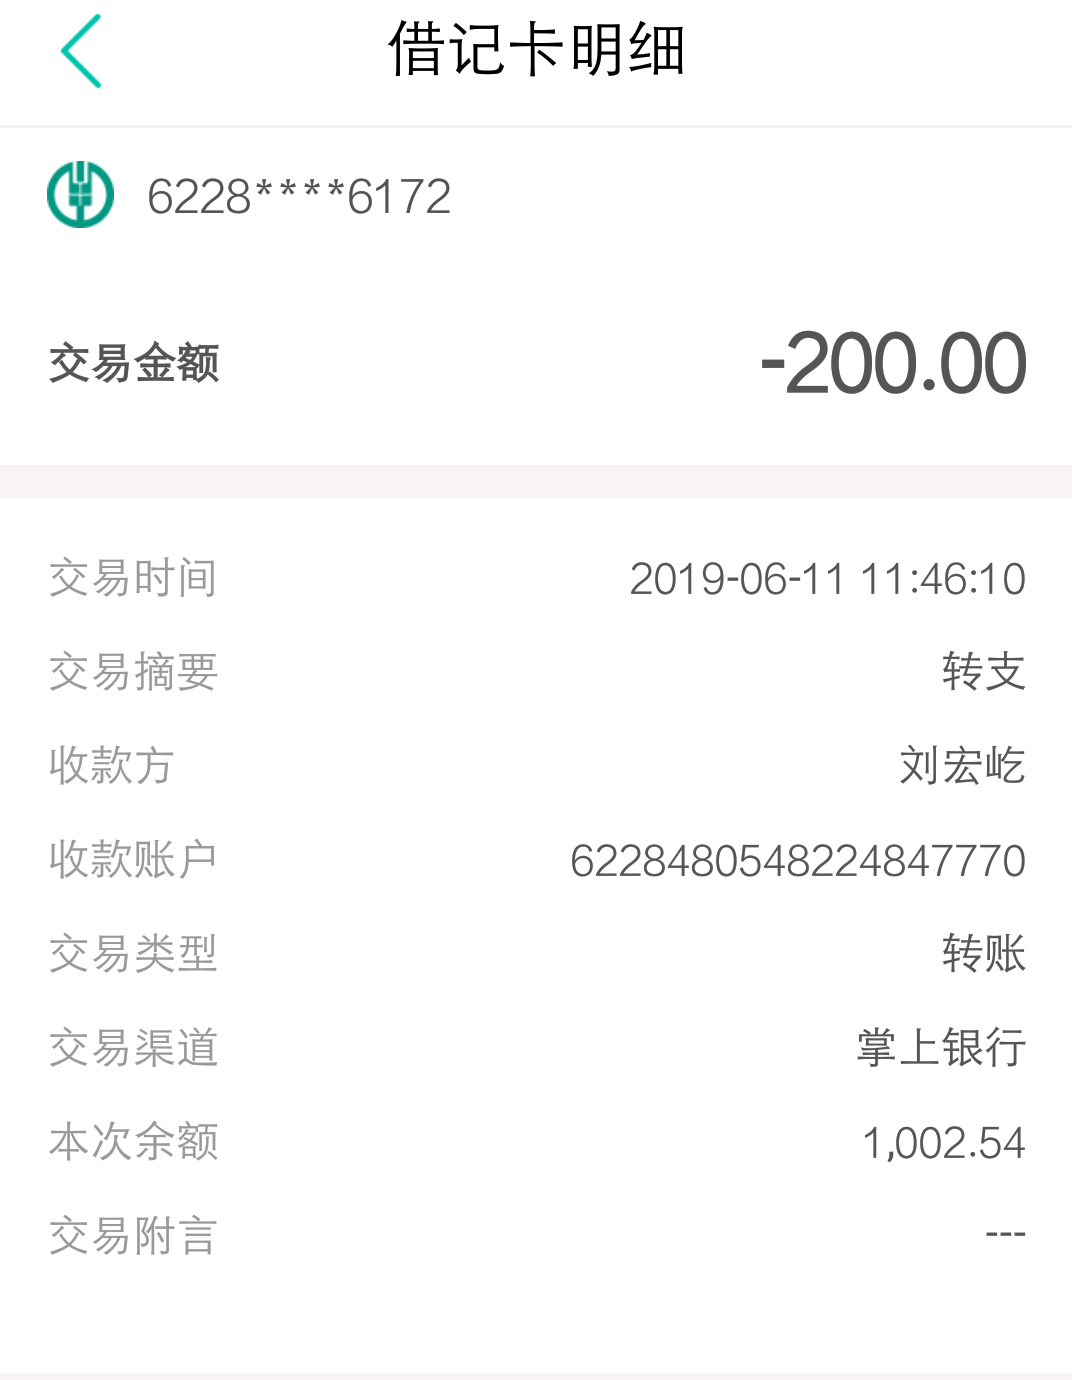 借记卡明细
6228****6172
交易金额 -200.00
交易时间 2019-06-11 11:46:10
交易摘要 转支
收款方 刘宏屹
收款账户 6228480548224847770
交易类型 转账
交易渠道 掌上银行
本次余额 1,002.54
交易附言 ---